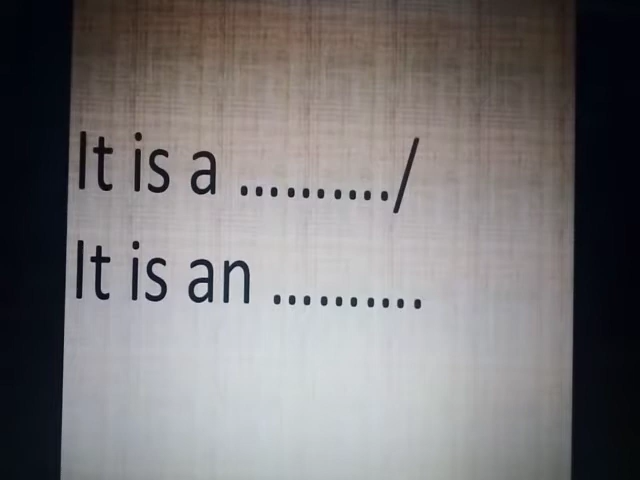 It is a ........../
It is an ..........